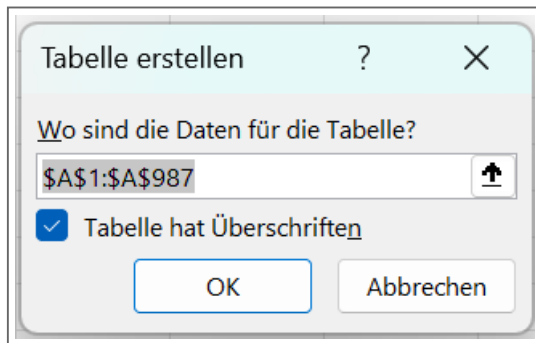 Tabelle erstellen ?
Wo sind die Daten für die Tabelle?
$A$1:$A$987
Tabelle hat Überschriften
OK Abbrechen